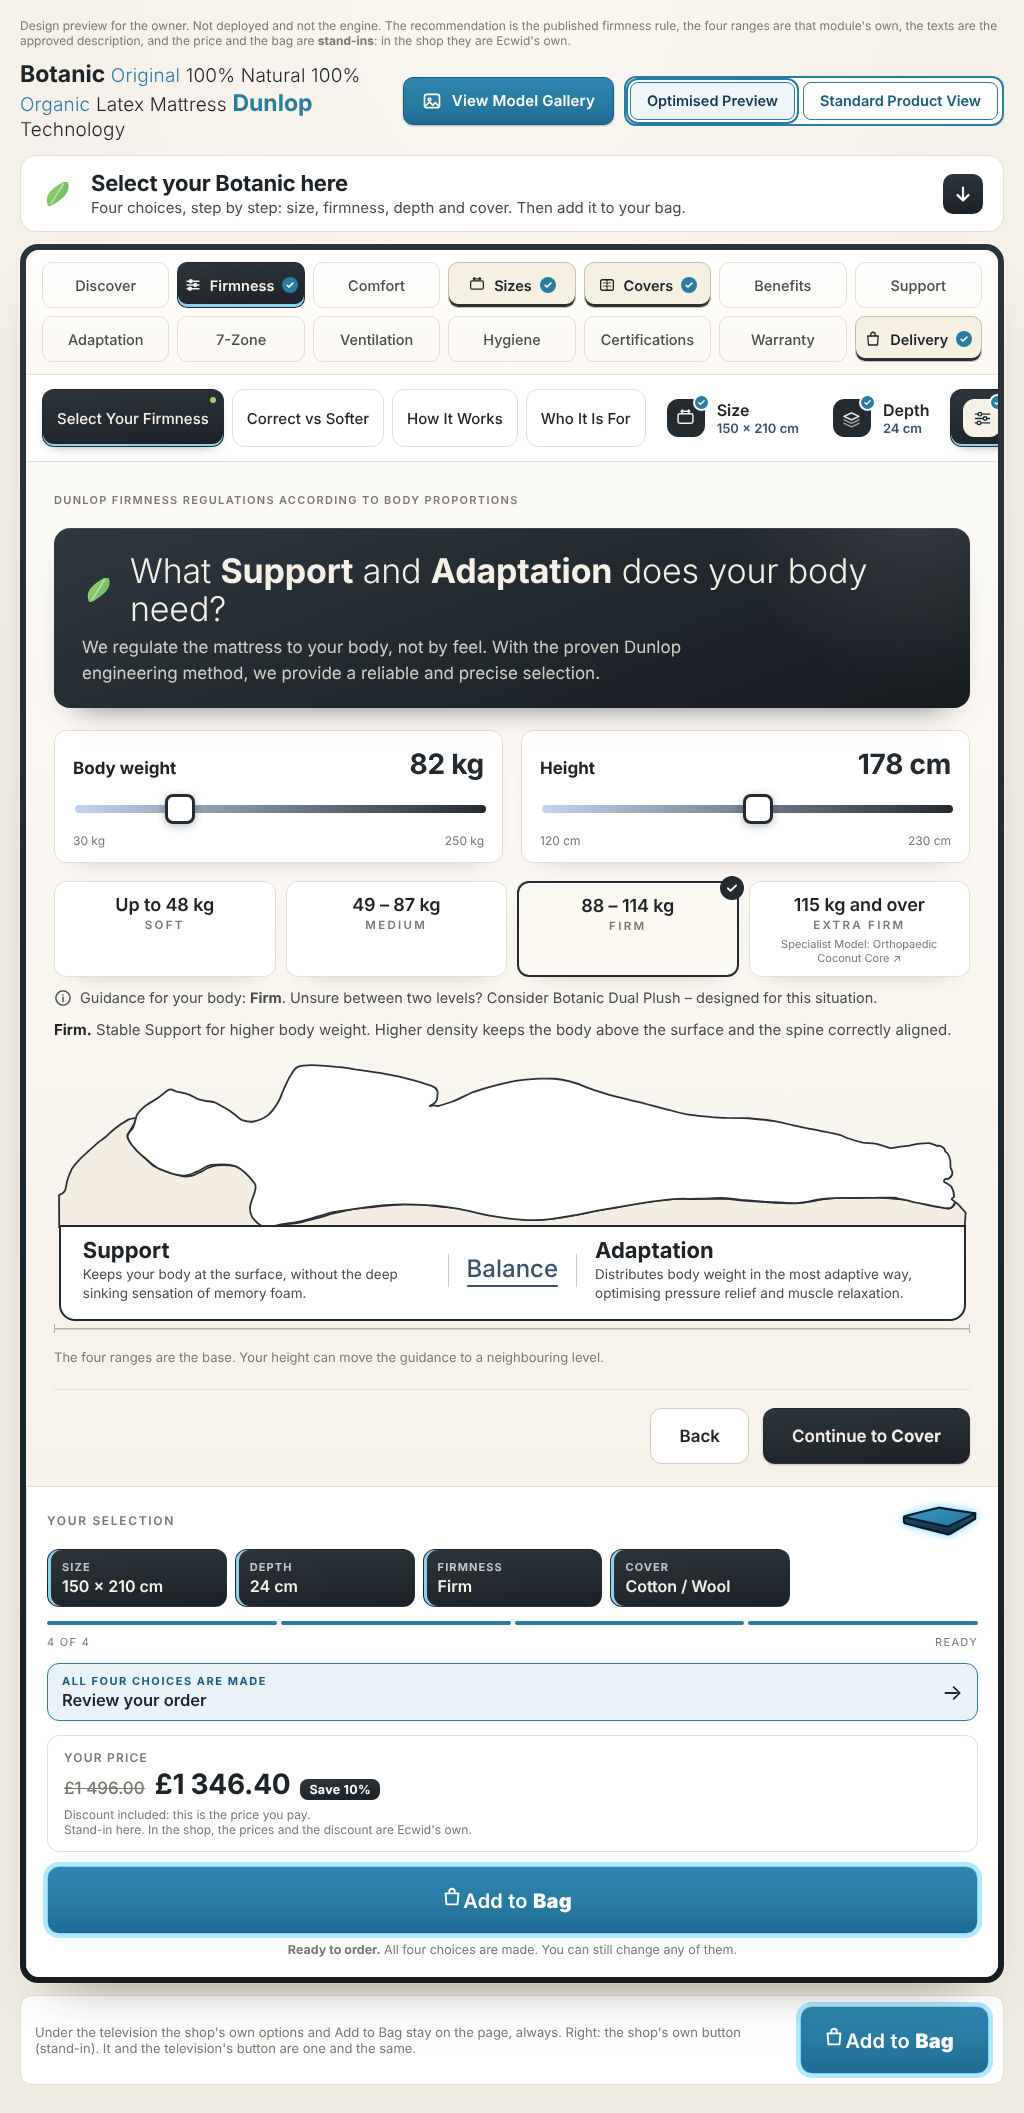 Design preview for the owner. Not deployed and not the engine. The recommendation is the published firmness rule, the four ranges are that module's own, the texts are the
approved description, and the price and the bag are stand-ins: in the shop they are Ecwid's own.
Botanic Original 100% Natural 100%
Organic Latex Mattress Dunlop
Technology
View Model Gallery
Optimised Preview
Standard Product View
Select your Botanic here
Four choices, step by step: size, firmness, depth and cover. Then add it to your bag.
Discover
Firmness
Comfort
Sizes
Covers
Benefits
Support
Adaptation
7-Zone
Ventilation
Hygiene
Certifications
Warranty
Delivery
Select Your Firmness
Correct vs Softer
How It Works
Who It Is For
Size
150 × 210 cm
Depth
24 cm
DUNLOP FIRMNESS REGULATIONS ACCORDING TO BODY PROPORTIONS
What Support and Adaptation does your body
need?
We regulate the mattress to your body, not by feel. With the proven Dunlop
engineering method, we provide a reliable and precise selection.
Body weight
82 kg
30 kg
250 kg
Height
178 cm
120 cm
230 cm
Up to 48 kg
SOFT
49 – 87 kg
MEDIUM
88 – 114 kg
FIRM
115 kg and over
EXTRA FIRM
Specialist Model: Orthopaedic
Coconut Core ↗
Guidance for your body: Firm. Unsure between two levels? Consider Botanic Dual Plush – designed for this situation.
Firm. Stable Support for higher body weight. Higher density keeps the body above the surface and the spine correctly aligned.
Support
Keeps your body at the surface, without the deep
sinking sensation of memory foam.
Balance
Adaptation
Distributes body weight in the most adaptive way,
optimising pressure relief and muscle relaxation.
The four ranges are the base. Your height can move the guidance to a neighbouring level.
Back
Continue to Cover
YOUR SELECTION
SIZE
150 × 210 cm
DEPTH
24 cm
FIRMNESS
Firm
COVER
Cotton / Wool
4 OF 4
READY
ALL FOUR CHOICES ARE MADE
Review your order
YOUR PRICE
£1 496.00 £1 346.40 Save 10%
Discount included: this is the price you pay.
Stand-in here. In the shop, the prices and the discount are Ecwid's own.
Add to Bag
Ready to order. All four choices are made. You can still change any of them.
Under the television the shop's own options and Add to Bag stay on the page, always. Right: the shop's own button
(stand-in). It and the television's button are one and the same.
Add to Bag